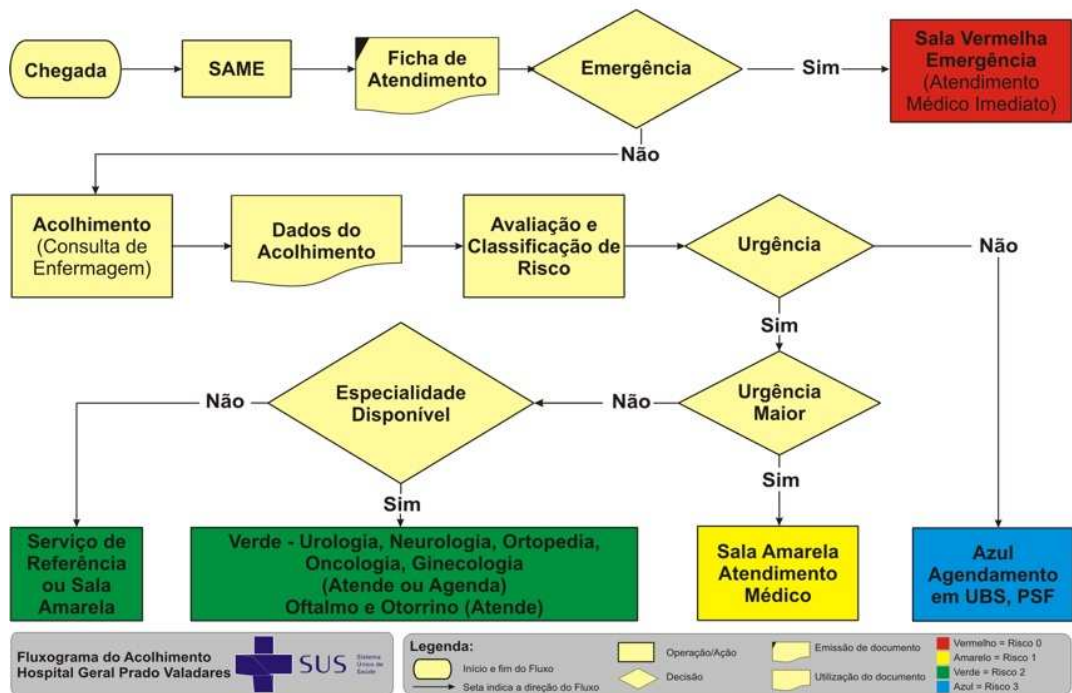 Chegada
SAME
Ficha de
Atendimento
Emergência
Sim
Sala Vermelha
Emergência
(Atendimento
Médico Imediato)
Não
Acolhimento
(Consulta de
Enfermagem)
Dados do
Acolhimento
Avaliação e
Classificação de
Risco
Urgência
Não
Sim
Não
Especialidade
Disponível
Não
Urgência
Maior
Sim
Sim
Serviço de
Referência
ou Sala
Amarela
Verde - Urologia, Neurologia, Ortopedia,
Oncologia, Ginecologia
(Atende ou Agenda)
Oftalmo e Otorrino (Atende)
Sala Amarela
Atendimento
Médico
Azul
Agendamento
em UBS, PSF
Fluxograma do Acolhimento
Hospital Geral Prado Valadares
SUS
Sistema
Único de
Saúde
Legenda:
Início e fim do Fluxo
Seta indica a direção do Fluxo
Operação/Ação
Decisão
Emissão de documento
Utilização do documento
Vermelho = Risco 0
Amarelo = Risco 1
Verde = Risco 2
Azul = Risco 3